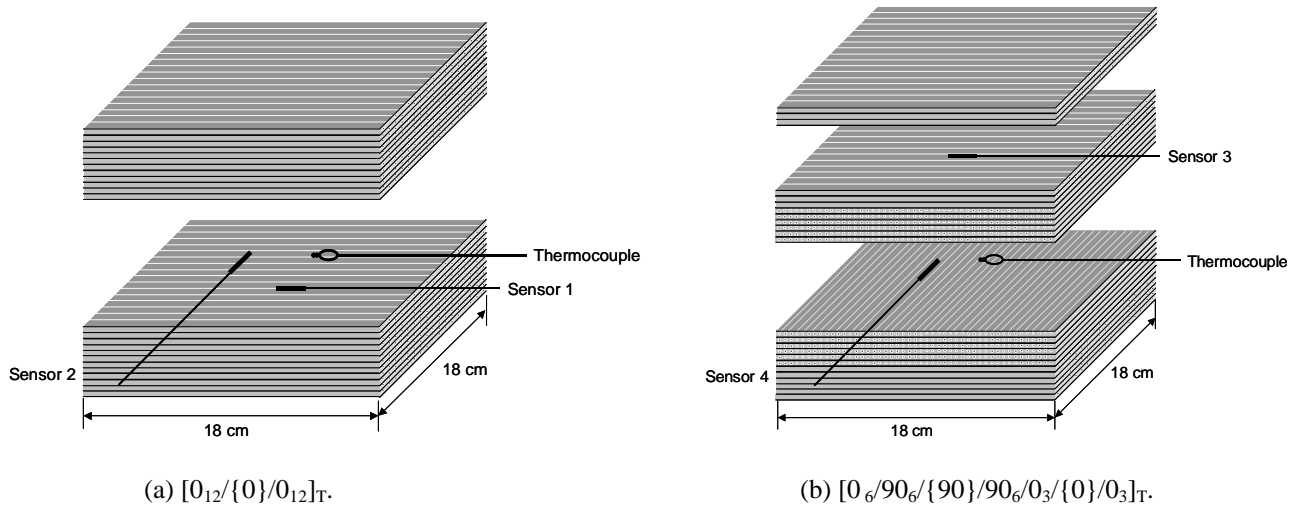 Thermocouple
Sensor 1
Sensor 2
18 cm
18 cm
(a) [0₁₂/{0}/0₁₂]T.
Sensor 3
Thermocouple
Sensor 4
18 cm
18 cm
(b) [0₆/90₆/{90}/90₆/0₃/{0}/0₃]T.